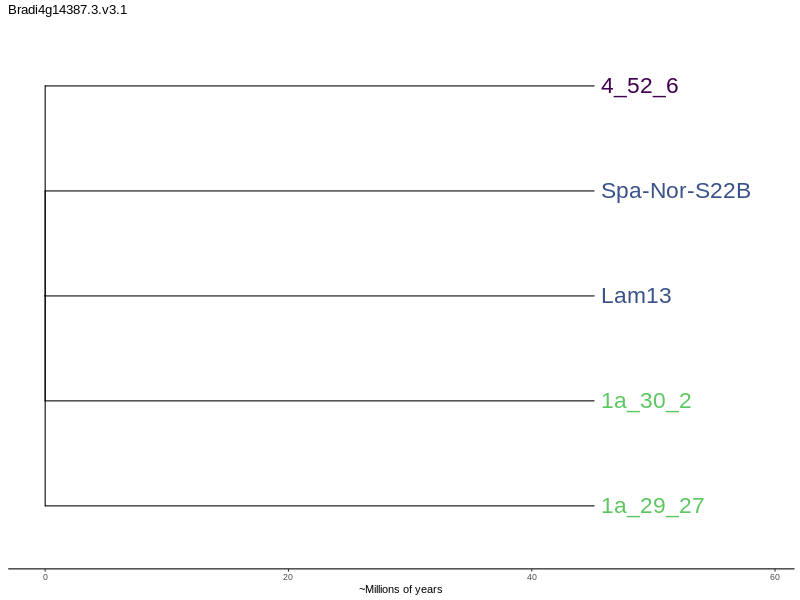 Bradi4g14387.3.v3.1
4_52_6
Spa-Nor-S22B
Lam13
1a_30_2
1a_29_27
0 20 40 60
~Millions of years